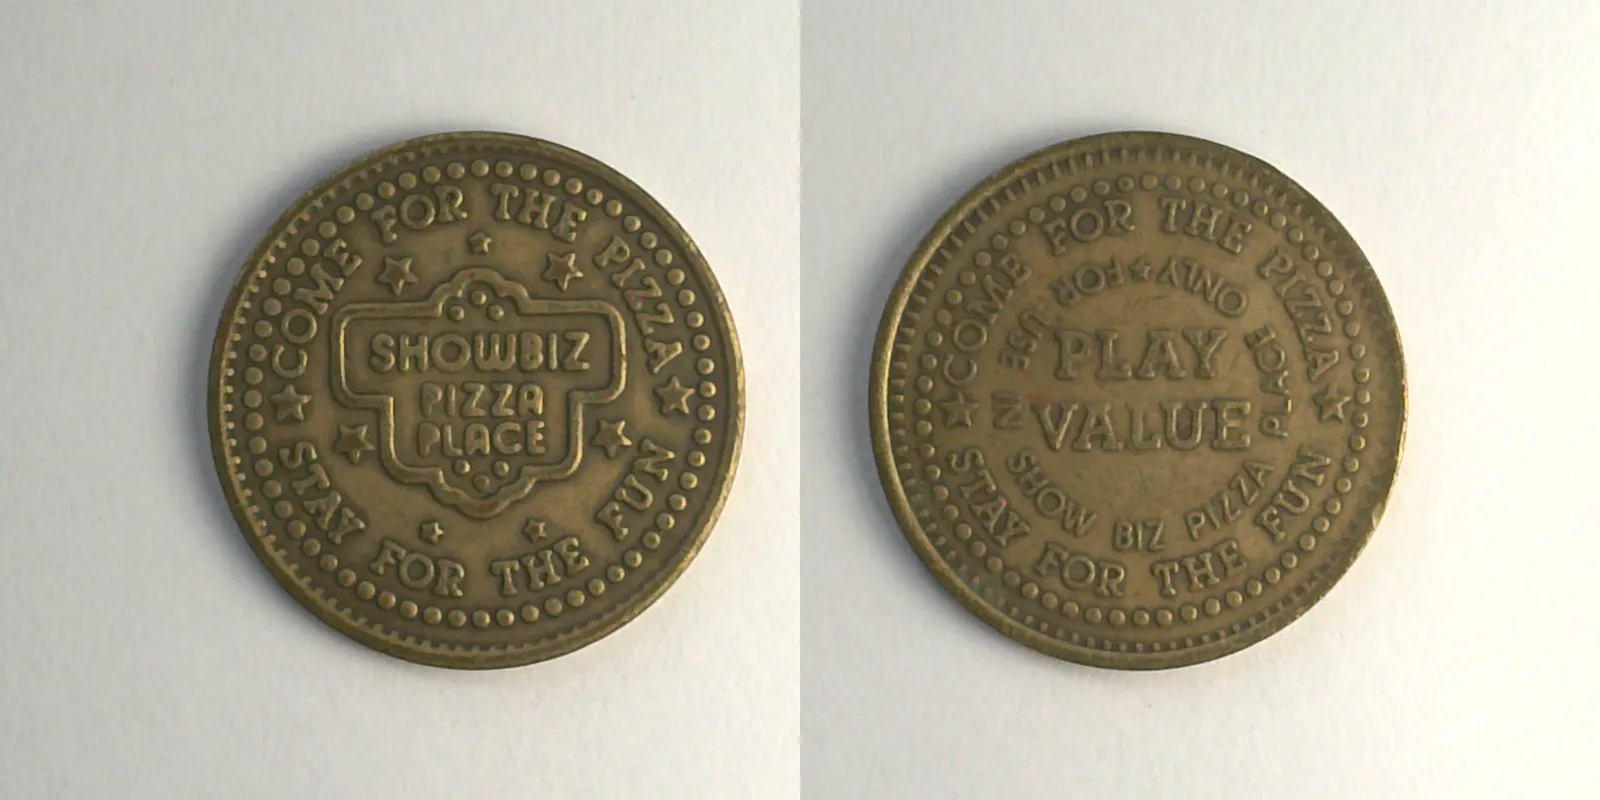 COME FOR THE PIZZA
SHOWBIZ
PIZZA
PLACE
STAY FOR THE FUN
COME FOR THE PIZZA
ONLY FOR USE IN
PLAY
VALUE
SHOW BIZ PIZZA PLACE
STAY FOR THE FUN